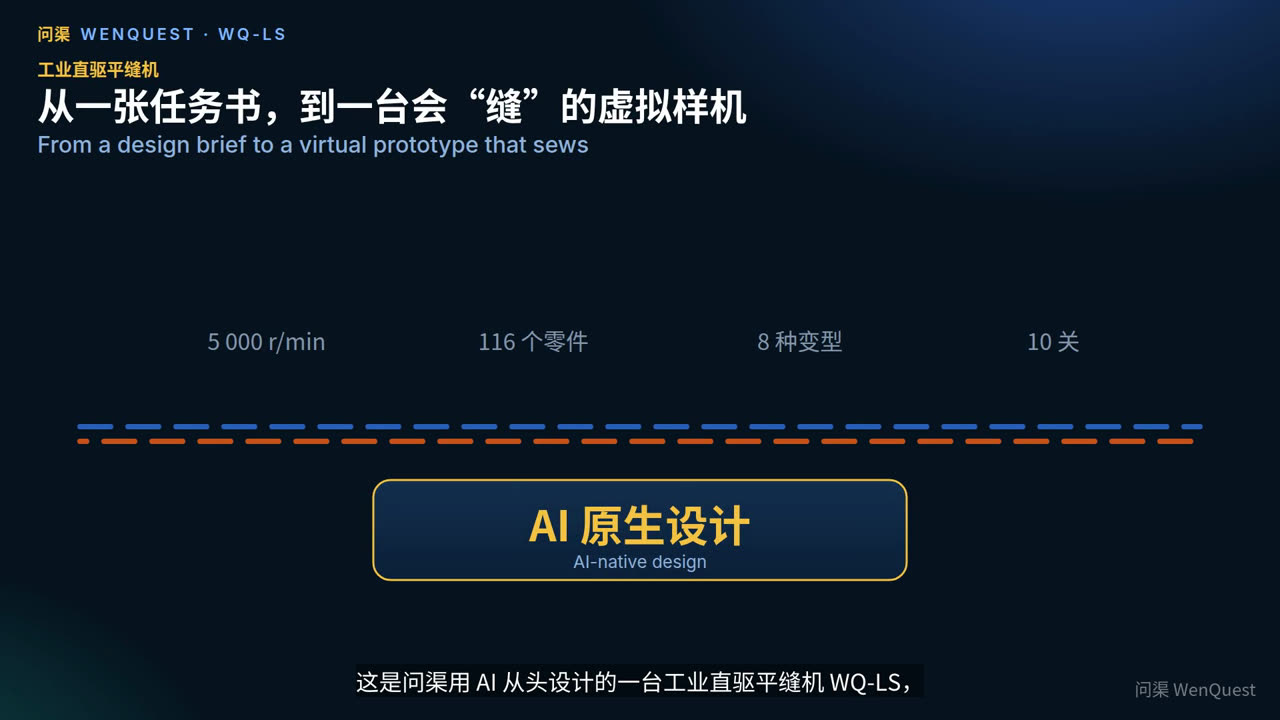 问渠 WENQUEST · WQ-LS
工业直驱平缝机
从一张任务书，到一台会“缝”的虚拟样机
From a design brief to a virtual prototype that sews
5 000 r/min 116 个零件 8 种变型 10 关
AI 原生设计
AI-native design
这是问渠用 AI 从头设计的一台工业直驱平缝机 WQ-LS，
问渠 WenQuest